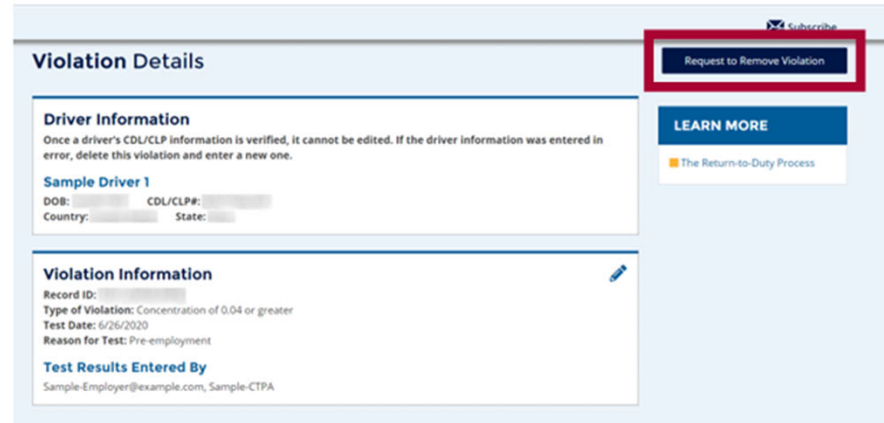 Subscribe
Violation Details
Request to Remove Violation
Driver Information
Once a driver's CDL/CLP information is verified, it cannot be edited. If the driver information was entered in
error, delete this violation and enter a new one.
Sample Driver 1
DOB: CDL/CLP#:
Country: State:
LEARN MORE
The Return-to-Duty Process
Violation Information
Record ID:
Type of Violation: Concentration of 0.04 or greater
Test Date: 6/26/2020
Reason for Test: Pre-employment
Test Results Entered By
Sample-Employer@example.com, Sample-CTPA